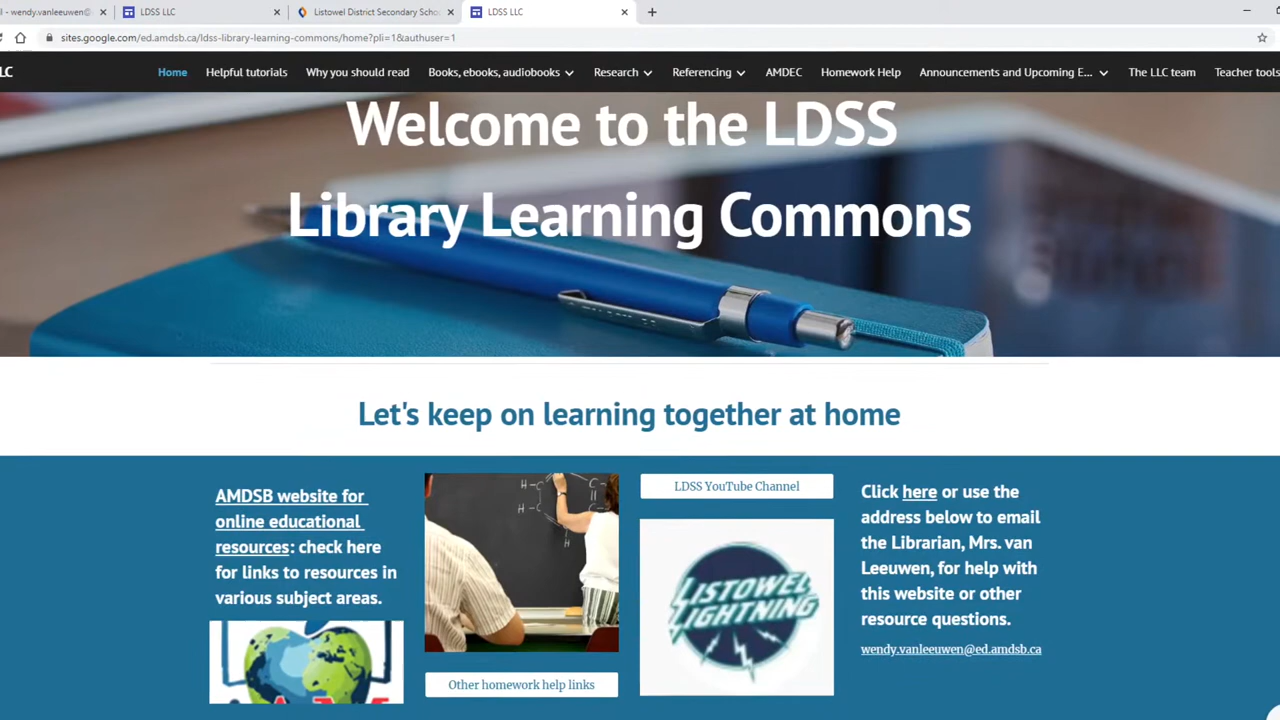 l - wendy.vanleeuwen@
LDSS LLC
Listowel District Secondary Scho
LDSS LLC
sites.google.com/ed.amdsb.ca/ldss-library-learning-commons/home?pli=1&authuser=1
LC
Home
Helpful tutorials
Why you should read
Books, ebooks, audiobooks
Research
Referencing
AMDEC
Homework Help
Announcements and Upcoming E...
The LLC team
Teacher tools
Welcome to the LDSS
Library Learning Commons
Let's keep on learning together at home
AMDSB website for
online educational
resources: check here
for links to resources in
various subject areas.
H-C
C-
H-C
H
Other homework help links
LDSS YouTube Channel
LISTOWEL
LIGHTNING
Click here or use the
address below to email
the Librarian, Mrs. van
Leeuwen, for help with
this website or other
resource questions.
wendy.vanleeuwen@ed.amdsb.ca